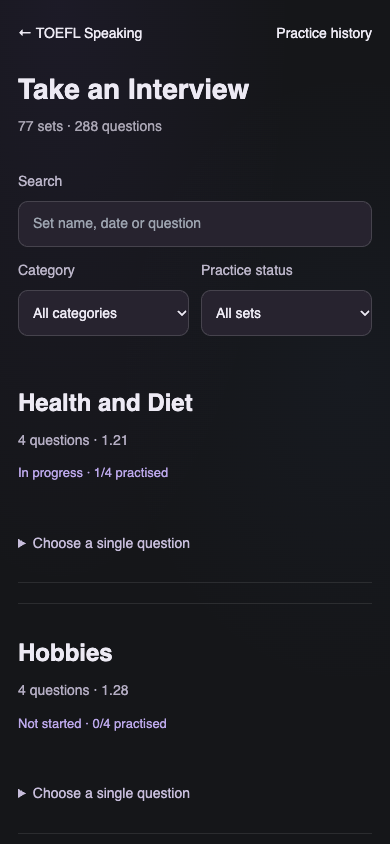 ← TOEFL Speaking
Practice history
Take an Interview
77 sets · 288 questions
Search
Set name, date or question
Category
Practice status
All categories
All sets
Health and Diet
4 questions · 1.21
In progress · 1/4 practised
▶ Choose a single question
Hobbies
4 questions · 1.28
Not started · 0/4 practised
▶ Choose a single question